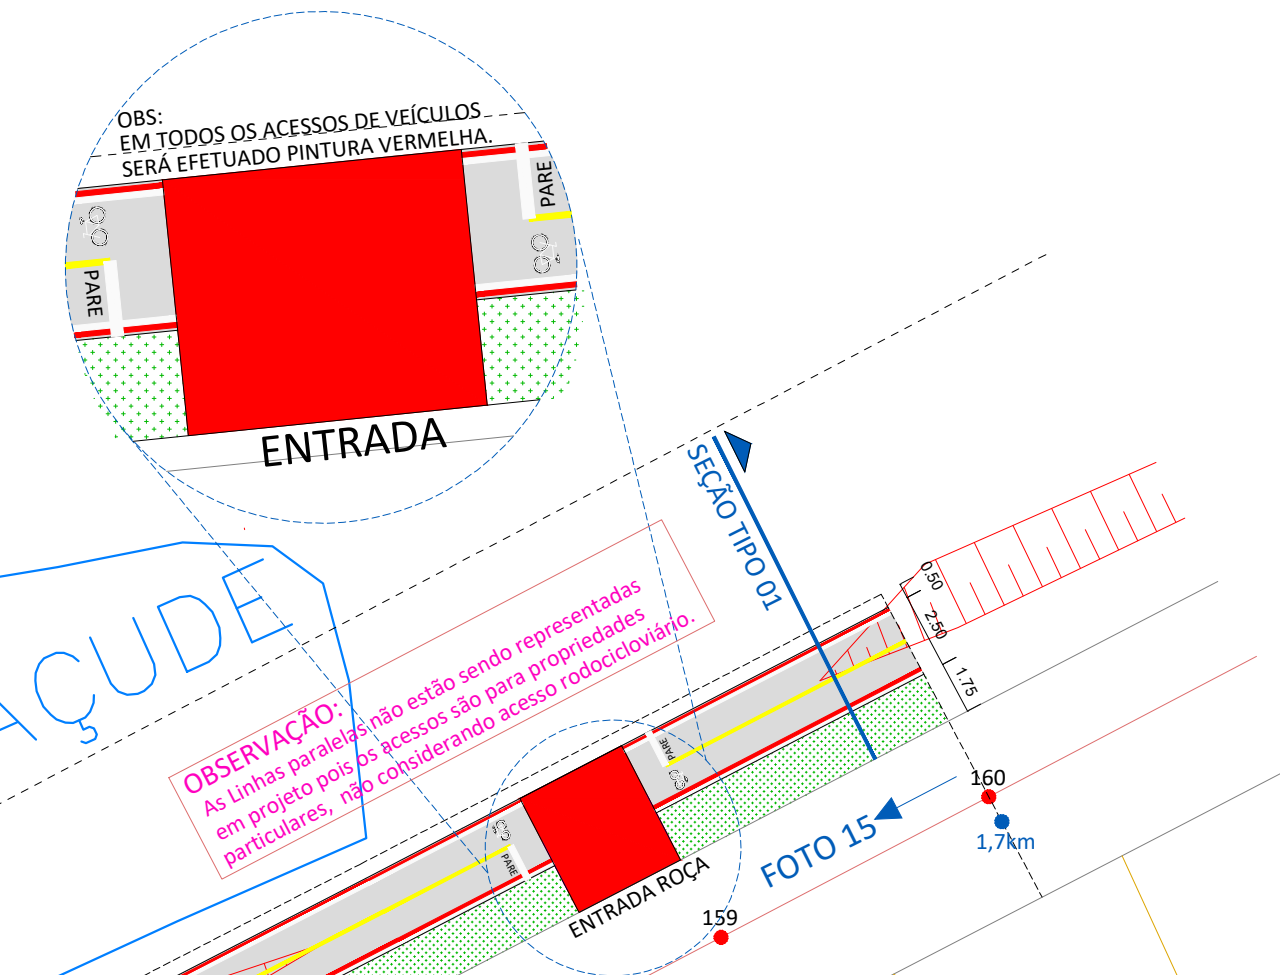 OBS:
EM TODOS OS ACESSOS DE VEÍCULOS
SERÁ EFETUADO PINTURA VERMELHA.
PARE
PARE
ENTRADA
SEÇÃO TIPO 01
AÇUDE
OBSERVAÇÃO:
As Linhas paralelas não estão sendo representadas
em projeto pois os acessos são para propriedades
particulares, não considerando acesso rodocicloviário.
0.50
2.50
1.75
PARE
PARE
ENTRADA ROÇA
FOTO 15
160
1,7km
159